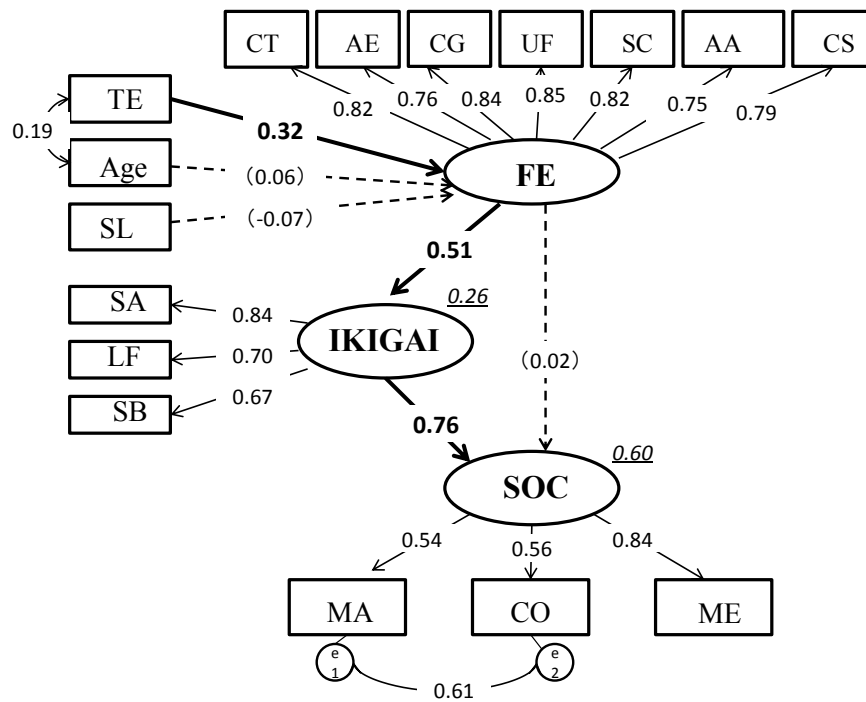 CT AE CG UF SC AA CS
0.82 0.76 0.84 0.85 0.82 0.75 0.79
TE
0.19
0.32
Age
(0.06)
FE
SL
(-0.07)
0.51
SA
0.84
0.26
IKIGAI
LF
0.70
(0.02)
SB
0.67
0.76
0.60
SOC
0.54 0.56 0.84
MA CO ME
e1 e2
0.61